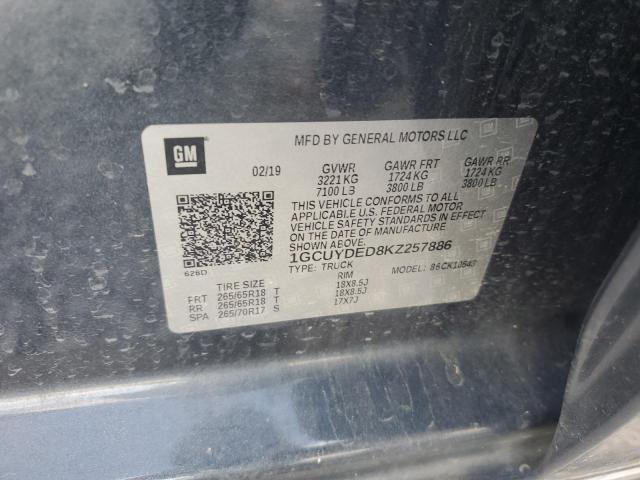 GM
MFD BY GENERAL MOTORS LLC
02/19 GVWR GAWR FRT GAWR RR
3221 KG 1724 KG 1724 KG
7100 LB 3800 LB 3800 LB
THIS VEHICLE CONFORMS TO ALL
APPLICABLE U.S. FEDERAL MOTOR
VEHICLE SAFETY STANDARDS IN EFFECT
ON THE DATE OF MANUFACTURE
SHOWN ABOVE.
1GCUYDED8KZ257886
626D
TYPE: TRUCK MODEL:
TIRE SIZE RIM
FRT 265/65R18 T 18X8.5J
RR 265/65R18 T 18X8.5J
SPA 265/70R17 S 17X7J